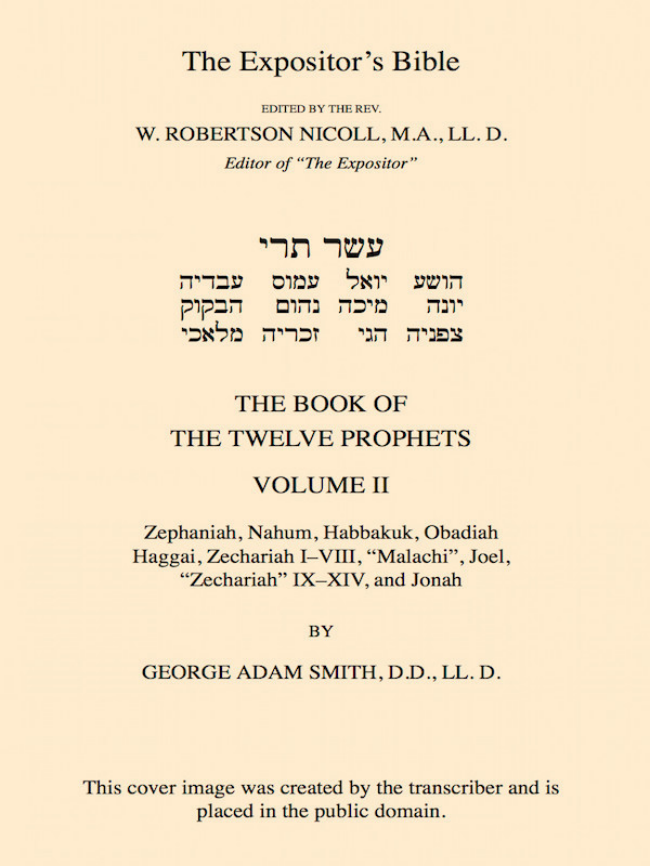 The Expositor’s Bible
EDITED BY THE REV.
W. ROBERTSON NICOLL, M.A., LL. D.
Editor of “The Expositor”
עשר תרי
הושע יואל עמוס עבדיה
יונה מיכה נהום הבקוק
צפניה הגי זכריה מלאכי
THE BOOK OF
THE TWELVE PROPHETS
VOLUME II
Zephaniah, Nahum, Habbakuk, Obadiah
Haggai, Zechariah I–VIII, “Malachi”, Joel,
“Zechariah” IX–XIV, and Jonah
BY
GEORGE ADAM SMITH, D.D., LL. D.
This cover image was created by the transcriber and is
placed in the public domain.